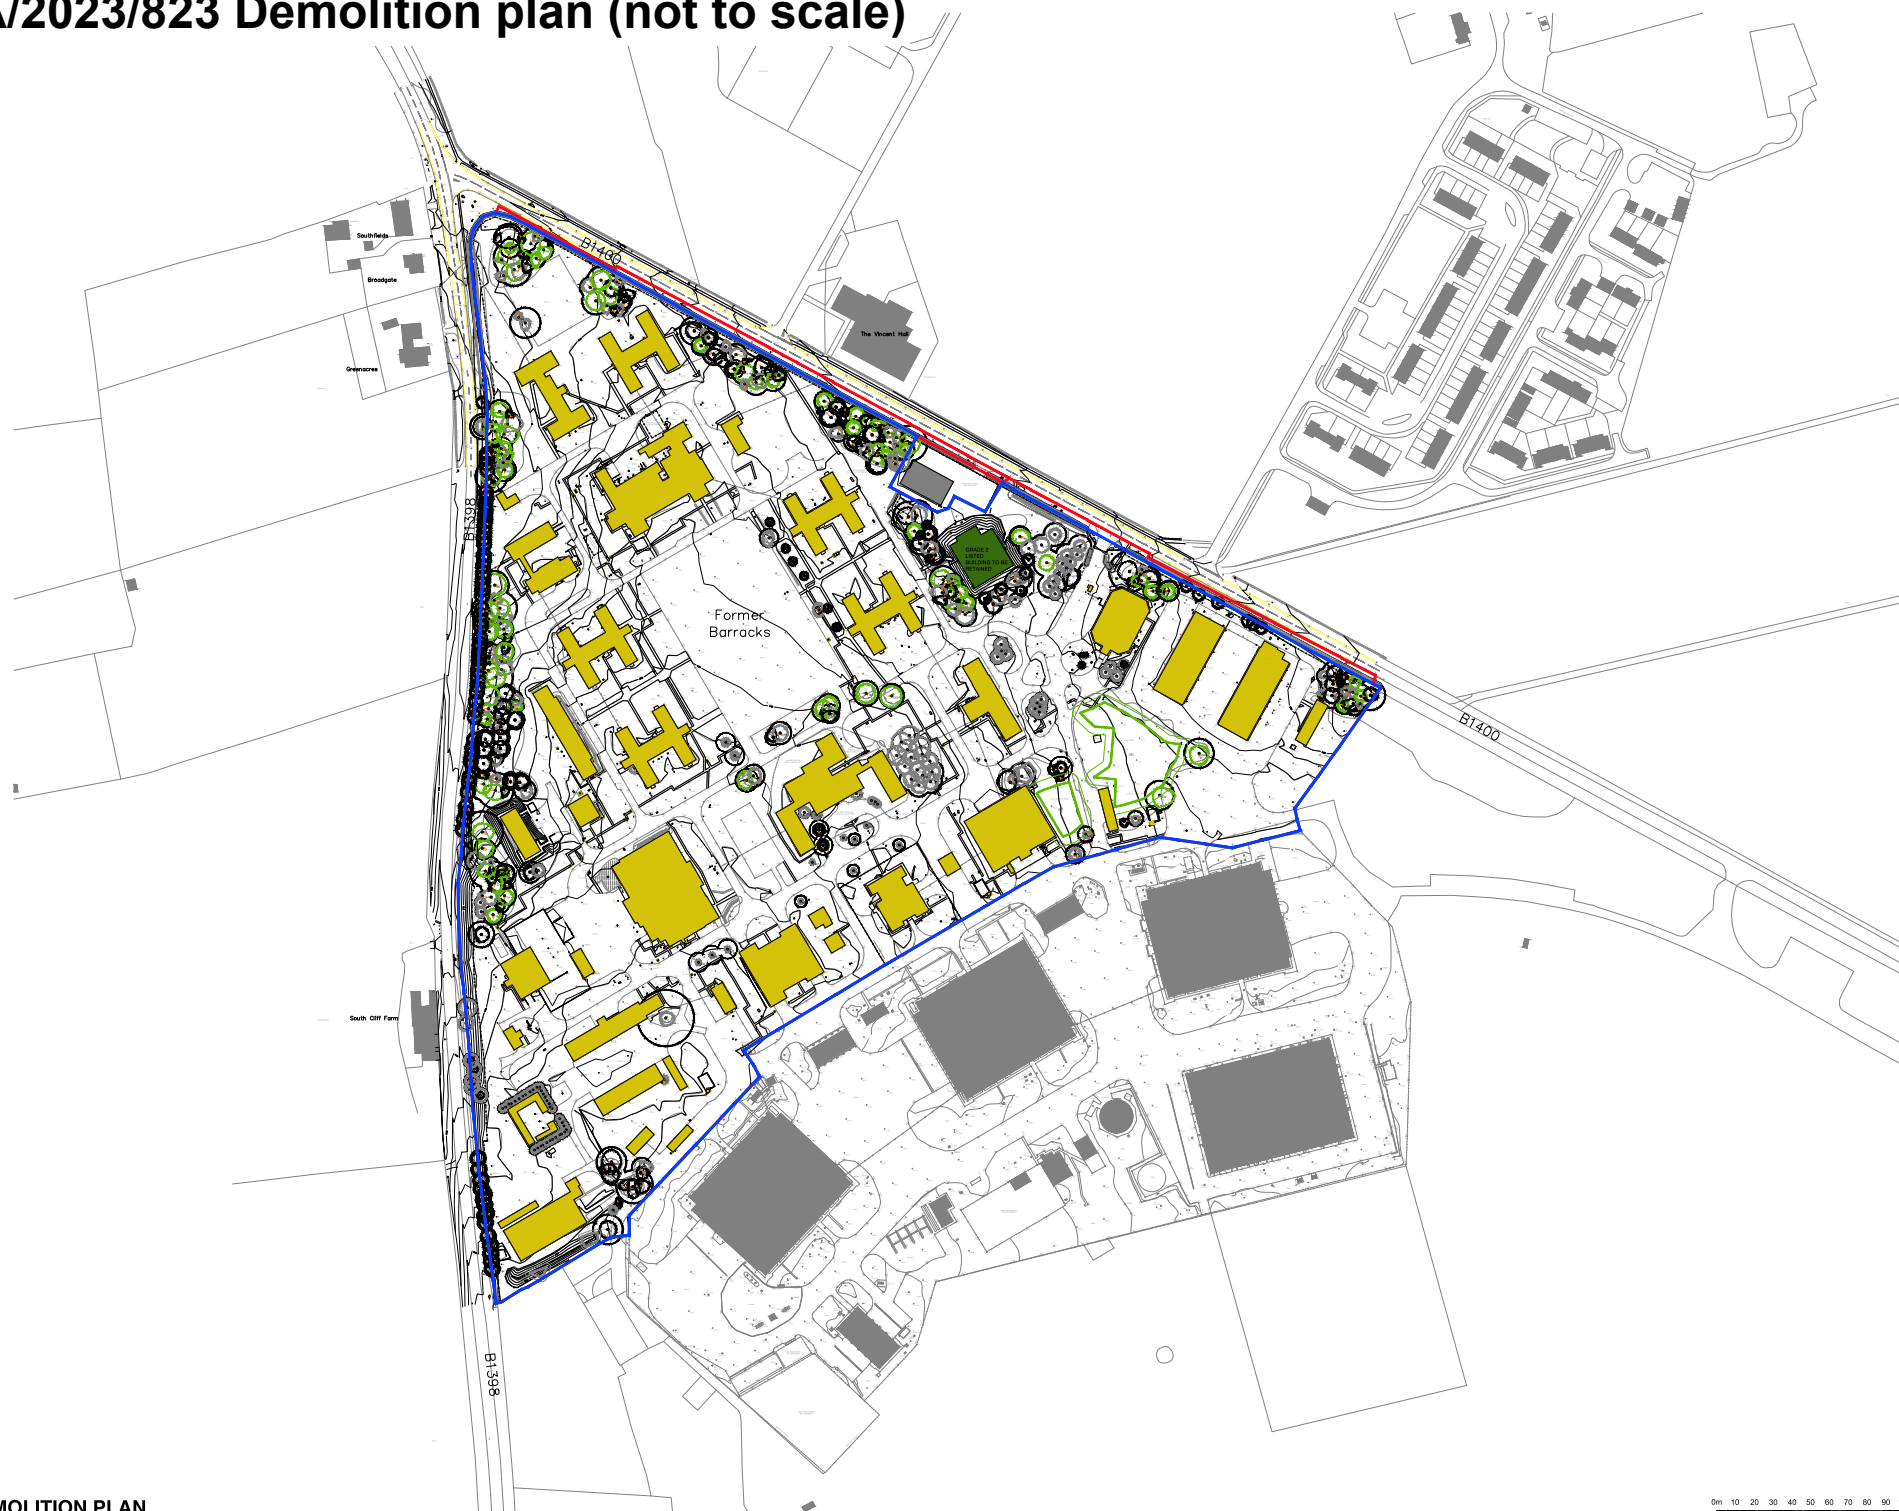 /2023/823 Demolition plan (not to scale)
B1400
Southfields
Broadgate
The Vincent Hall
Greenacres
B1398
GRADE 2
LISTED
BUILDING TO BE
RETAINED
Former
Barracks
B1400
South Cliff Farm
B1398
MOLITION PLAN
0m 10 20 30 40 50 60 70 80 90